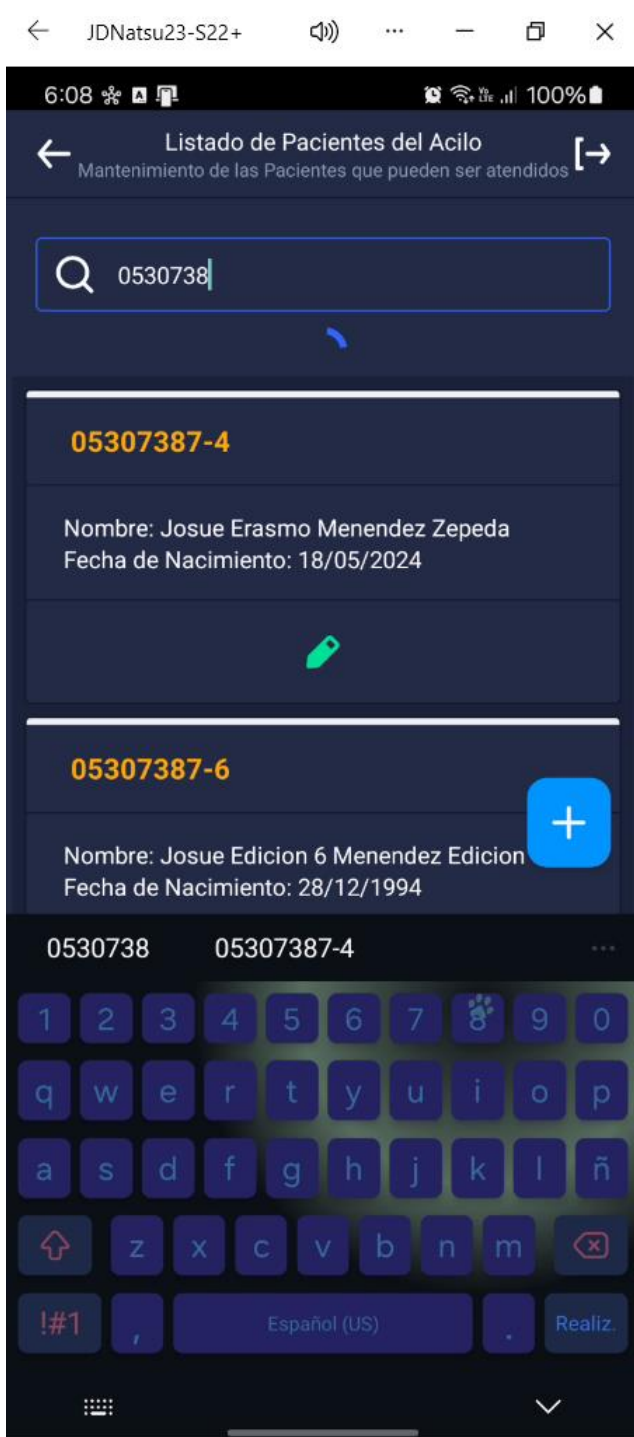 JDNatsu23-S22+
6:08
100%
Listado de Pacientes del Acilo
Mantenimiento de las Pacientes que pueden ser atendidos
0530738
05307387-4
Nombre: Josue Erasmo Menendez Zepeda
Fecha de Nacimiento: 18/05/2024
05307387-6
Nombre: Josue Edicion 6 Menendez Edicion
Fecha de Nacimiento: 28/12/1994
0530738 05307387-4
1 2 3 4 5 6 7 8 9 0
q w e r t y u i o p
a s d f g h j k l ñ
z x c v b n m
!#1 , Español (US) . Realiz.